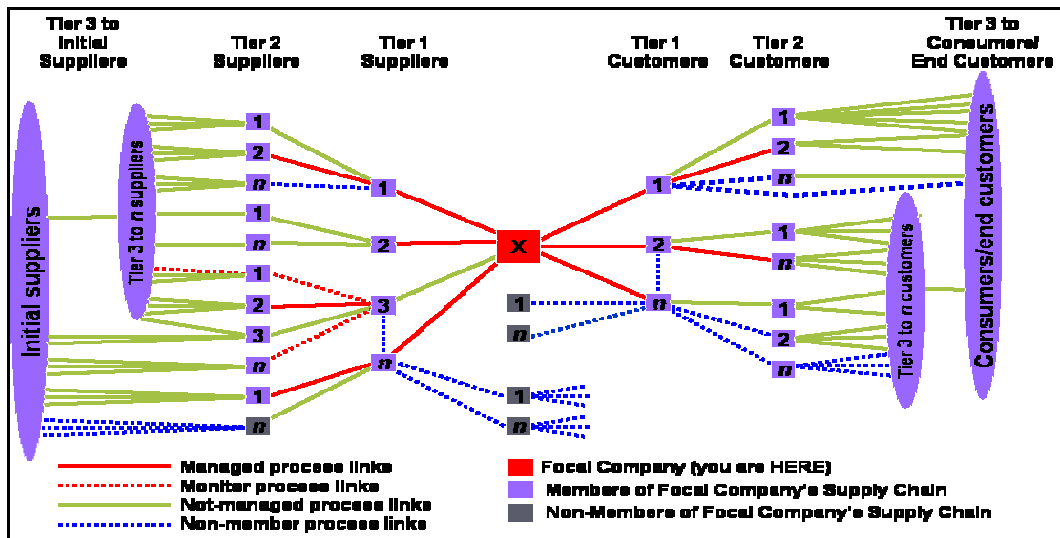 Tier 3 to
Initial
Suppliers
Tier 2
Suppliers
Tier 1
Suppliers
Tier 1
Customers
Tier 2
Customers
Tier 3 to
Consumers/
End Customers
Initial suppliers
Tier 3 to n suppliers
1
2
n
1
n
1
2
3
n
1
n
1
2
3
n
X
1
n
1
n
1
2
n
1
2
n
1
n
1
2
n
Tier 3 to n customers
Consumers/end customers
Managed process links
Moniter process links
Not-managed process links
Non-member process links
Focal Company (you are HERE)
Members of Focal Company's Supply Chain
Non-Members of Focal Company's Supply Chain